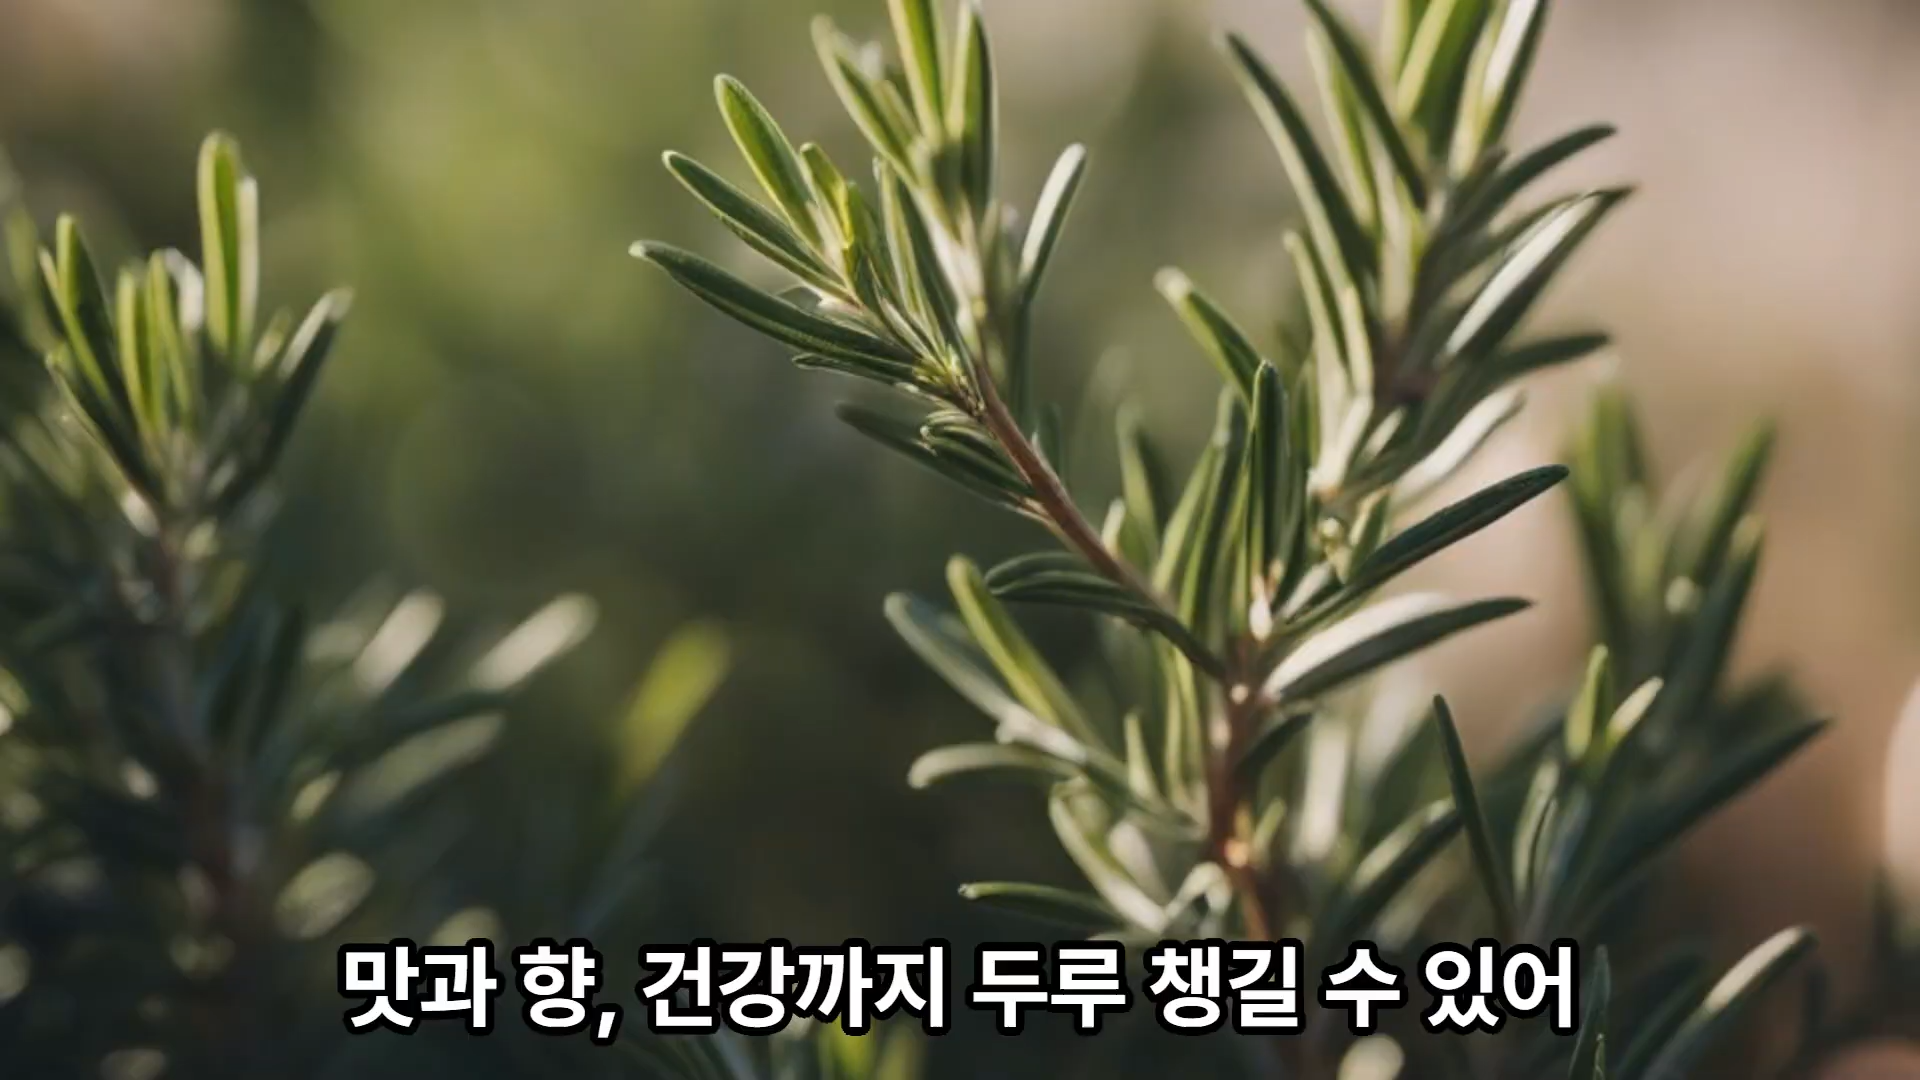 맛과 향, 건강까지 두루 챙길 수 있어